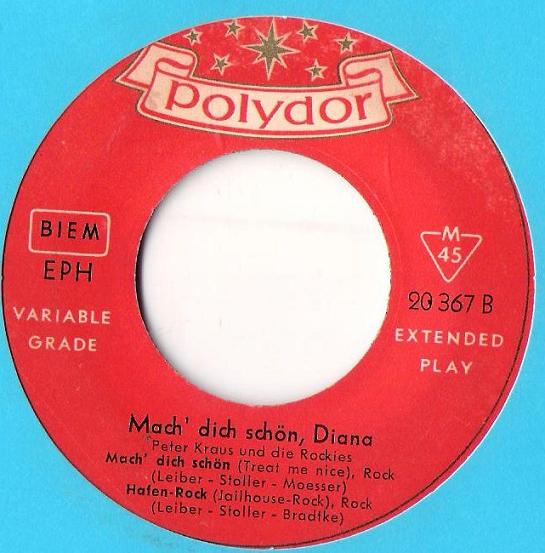 polydor
BIEM
EPH
VARIABLE
GRADE
M
45
20 367 B
EXTENDED
PLAY
Mach' dich schön, Diana
Peter Kraus und die Rockies
Mach' dich schön (Treat me nice), Rock
(Leiber - Stoller - Moesser)
Hafen-Rock (Jailhouse-Rock), Rock
(Leiber - Stoller - Bradtke)